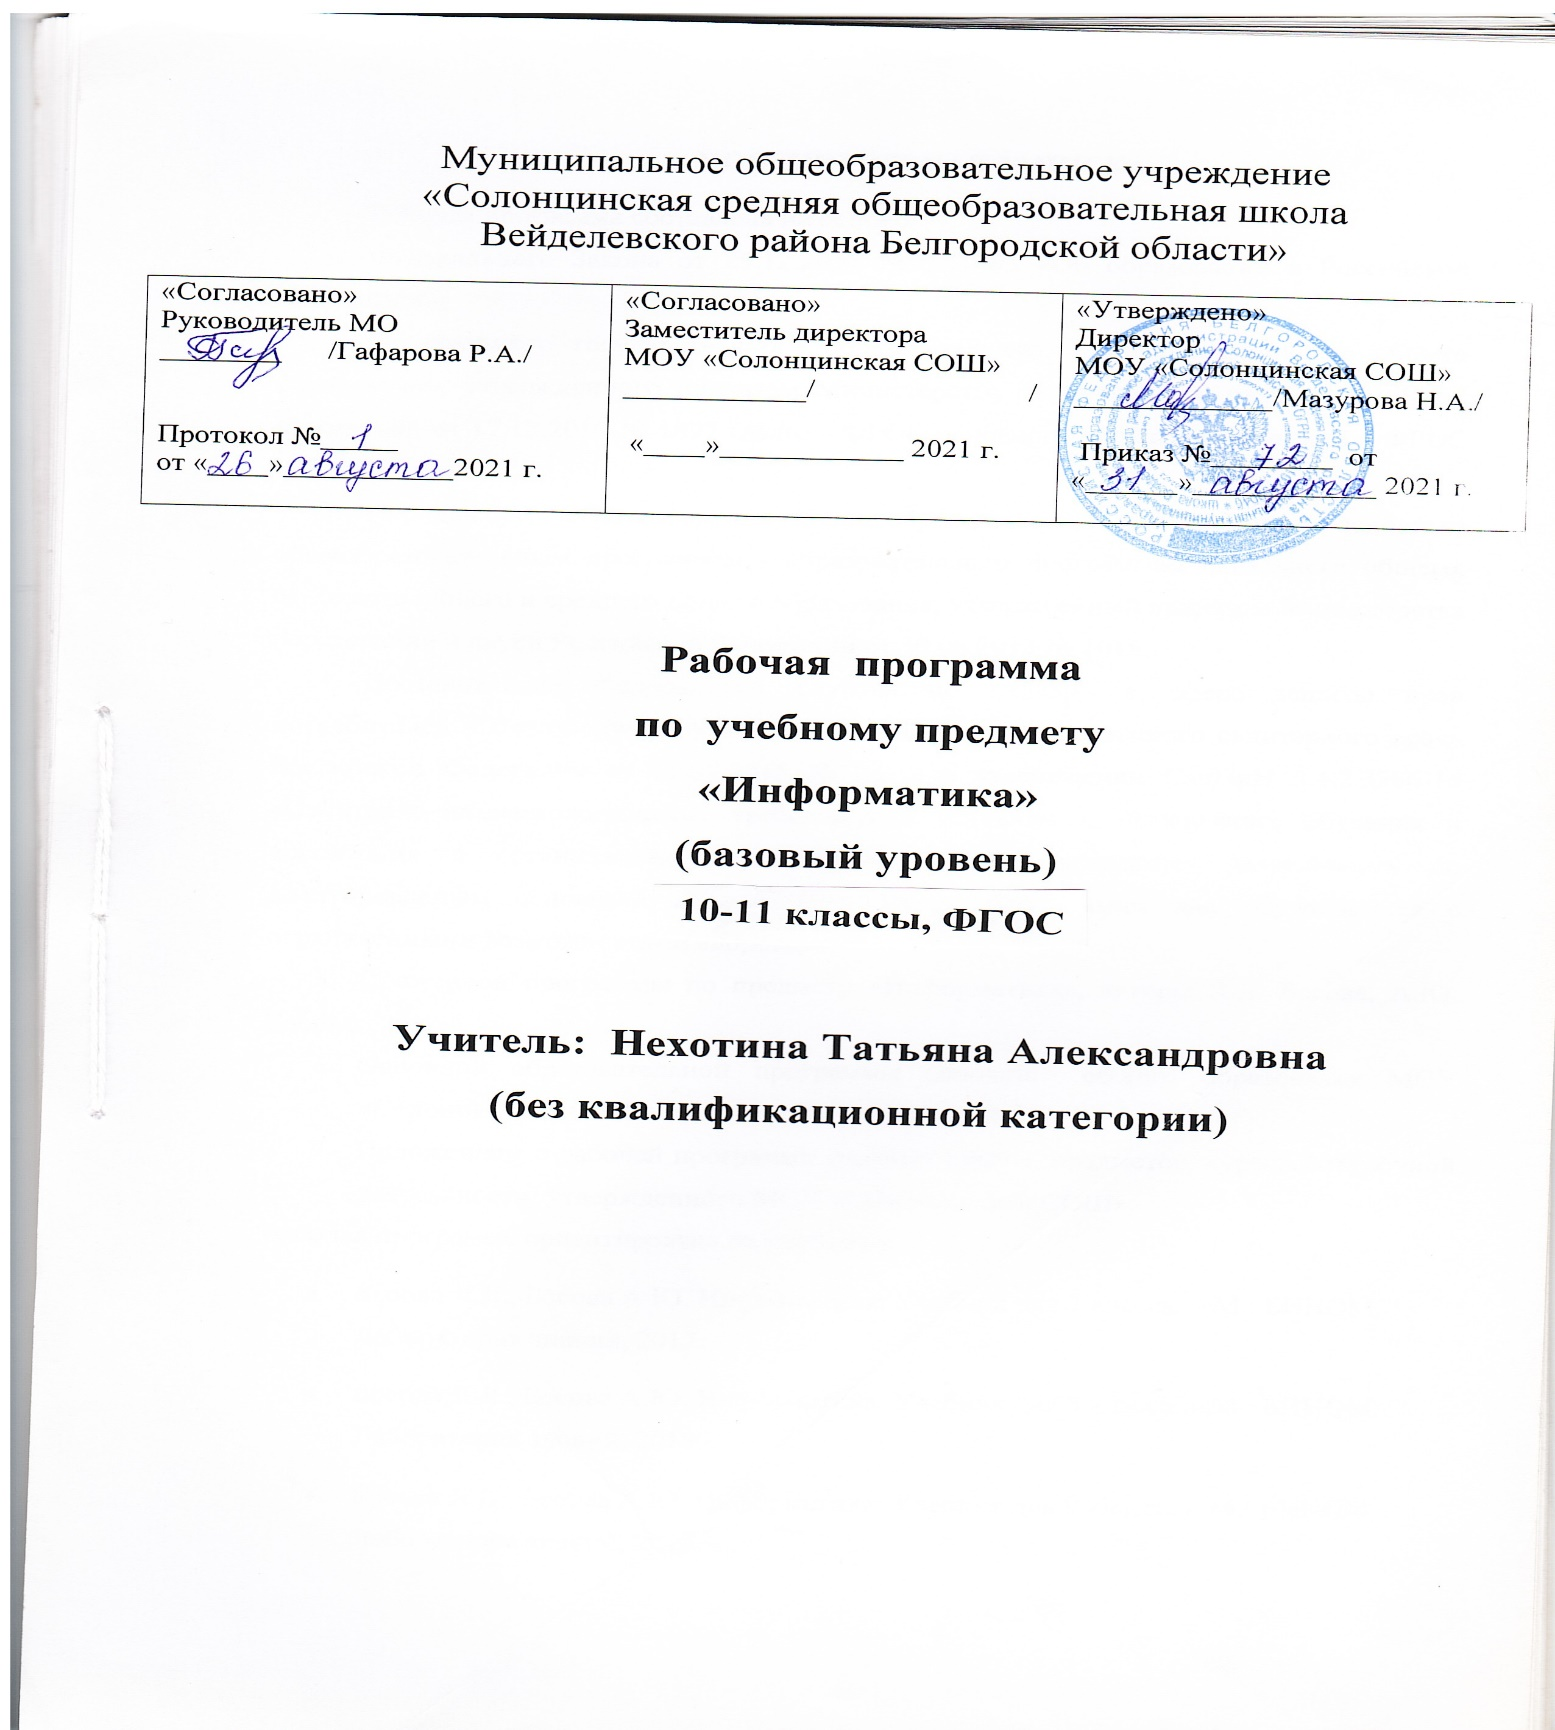 Муниципальное общеобразовательное учреждение
«Солонцинская средняя общеобразовательная школа
Вейделевского района Белгородской области»
«Согласовано»
Руководитель МО
/Гафарова Р.А./
Протокол № 1
от «26» августа 2021 г.
«Согласовано»
Заместитель директора
МОУ «Солонцинская СОШ»
______________/ /
«_____»______________ 2021 г.
«Утверждено»
Директор
МОУ «Солонцинская СОШ»
/Мазурова Н.А./
Приказ № 72 от
«31» августа 2021 г.
Рабочая программа
по учебному предмету
«Информатика»
(базовый уровень)
10-11 классы, ФГОС
Учитель: Нехотина Татьяна Александровна
(без квалификационной категории)